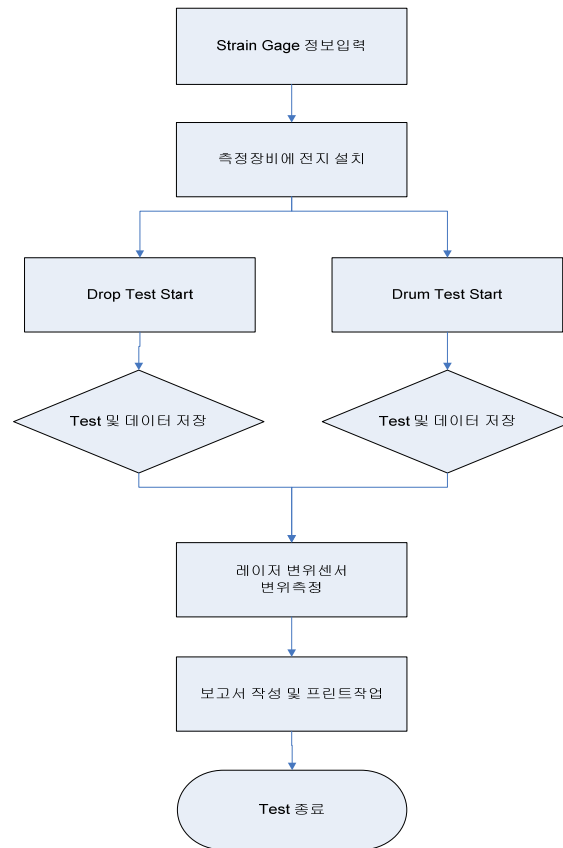 Strain Gage 정보입력
측정장비에 전지 설치
Drop Test Start
Drum Test Start
Test 및 데이터 저장
Test 및 데이터 저장
레이저 변위센서
변위측정
보고서 작성 및 프린트작업
Test 종료